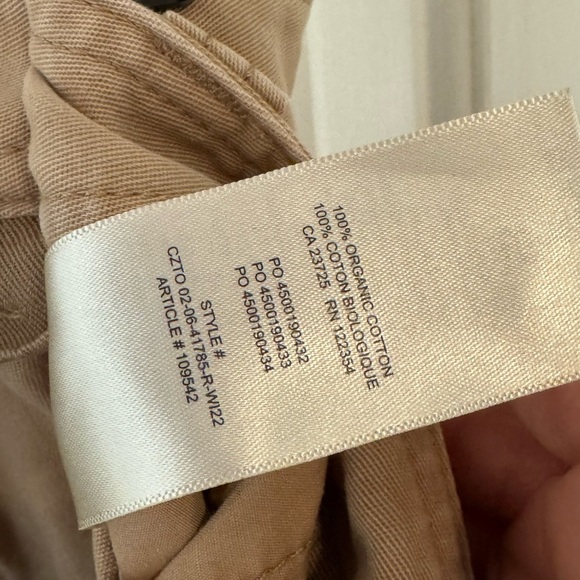 100% ORGANIC COTTON
100% COTON BIOLOGIQUE
CA 23725 RN 122354
PO 4500190432
PO 4500190433
PO 4500190434
STYLE #
CZTO 02-06-41785-R-WI22
ARTICLE # 109542